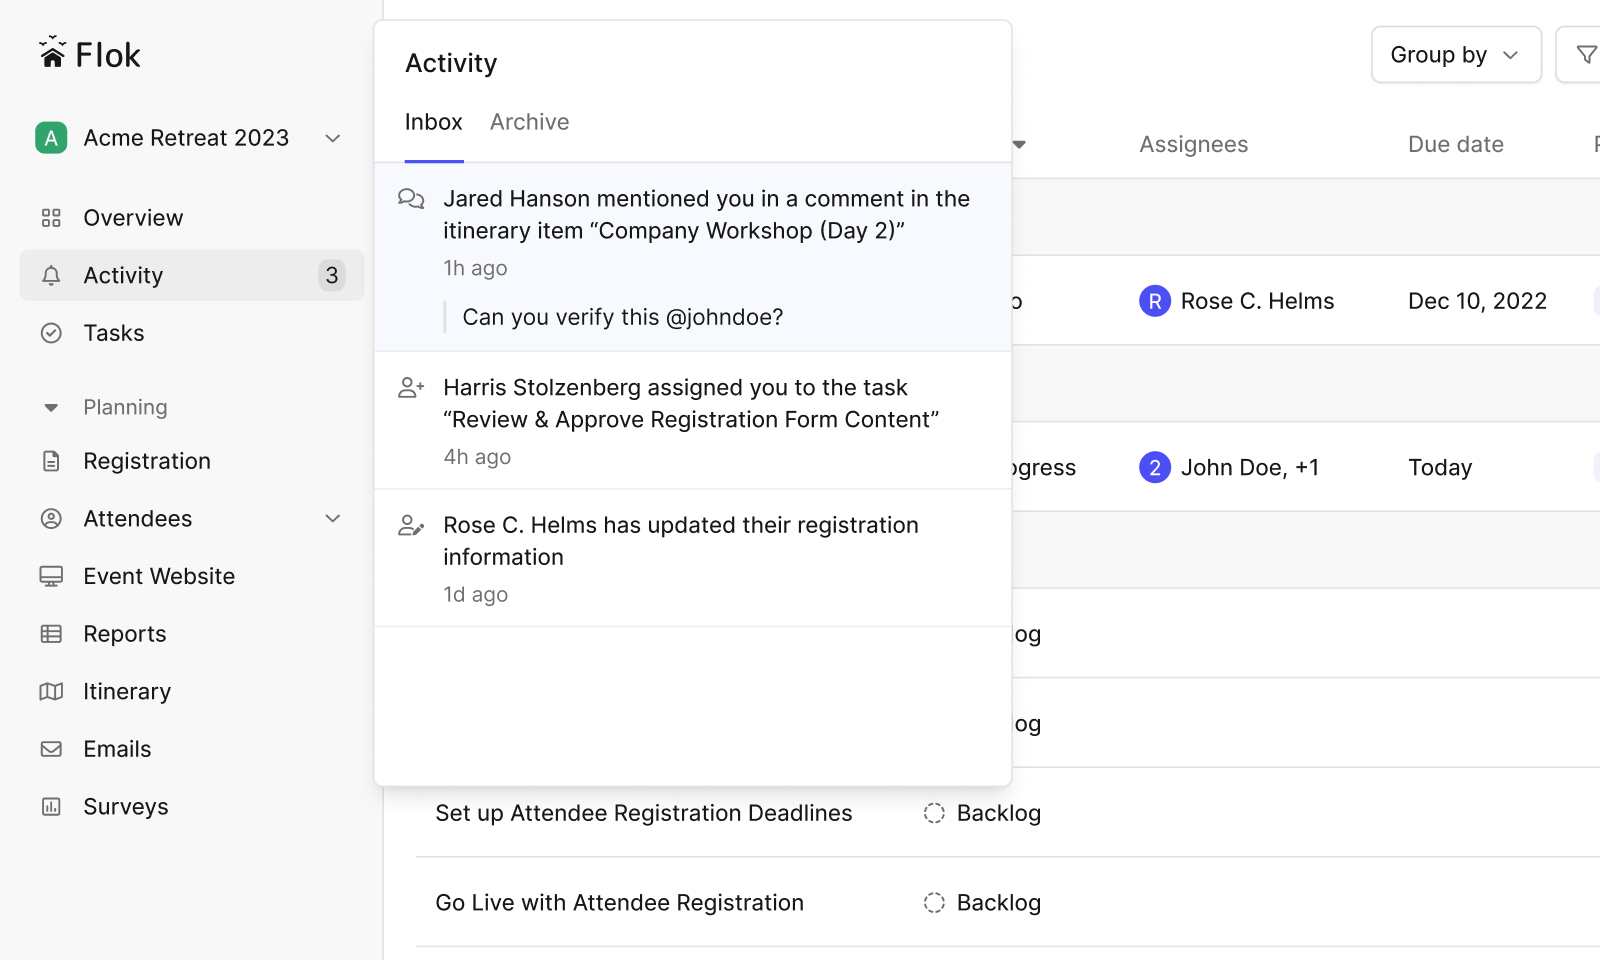 Flok
A Acme Retreat 2023
Overview
Activity 3
Tasks
Planning
Registration
Attendees
Event Website
Reports
Itinerary
Emails
Surveys
Activity
Inbox Archive
Jared Hanson mentioned you in a comment in the
itinerary item “Company Workshop (Day 2)”
1h ago
Can you verify this @johndoe?
Harris Stolzenberg assigned you to the task
“Review & Approve Registration Form Content”
4h ago
Rose C. Helms has updated their registration
information
1d ago
Group by
Assignees Due date
R Rose C. Helms Dec 10, 2022
2 John Doe, +1 Today
Set up Attendee Registration Deadlines Backlog
Go Live with Attendee Registration Backlog